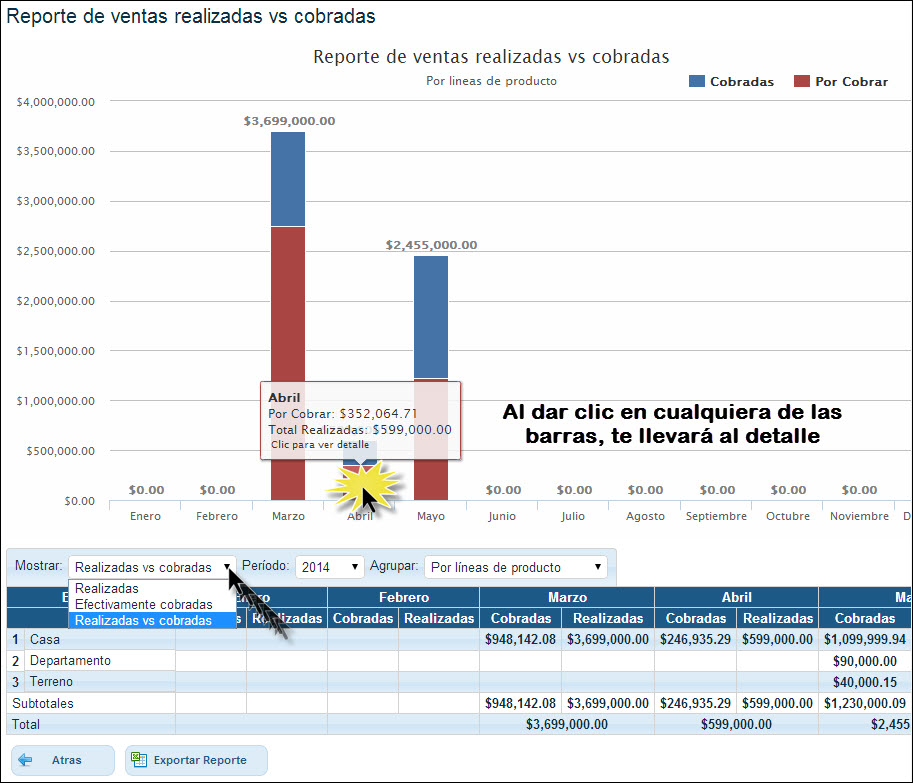 Reporte de ventas realizadas vs cobradas
Reporte de ventas realizadas vs cobradas
Por lineas de producto
Cobradas Por Cobrar
$4,000,000.00
$3,699,000.00
$3,500,000.00
$3,000,000.00
$2,500,000.00
$2,455,000.00
$2,000,000.00
$1,500,000.00
$1,000,000.00
$500,000.00
$0.00
Abril
Por Cobrar: $352,064.71
Total Realizadas: $599,000.00
Clic para ver detalle
Al dar clic en cualquiera de las
barras, te llevará al detalle
$0.00 $0.00 $0.00 $0.00 $0.00 $0.00 $0.00 $0.00
Enero Febrero Marzo Abril Mayo Junio Julio Agosto Septiembre Octubre Noviembre D
Mostrar: Realizadas vs cobradas Período: 2014 Agrupar: Por líneas de producto
Realizadas
Efectivamente cobradas
Realizadas vs cobradas
Febrero Marzo Abril Ma
Realizadas Cobradas Realizadas Cobradas Realizadas Cobradas Realizadas Cobradas
1 Casa $948,142.08 $3,699,000.00 $246,935.29 $599,000.00 $1,099,999.94
2 Departamento $90,000.00
3 Terreno $40,000.15
Subtotales $948,142.08 $3,699,000.00 $246,935.29 $599,000.00 $1,230,000.09
Total $3,699,000.00 $599,000.00 $2,455
Atras Exportar Reporte